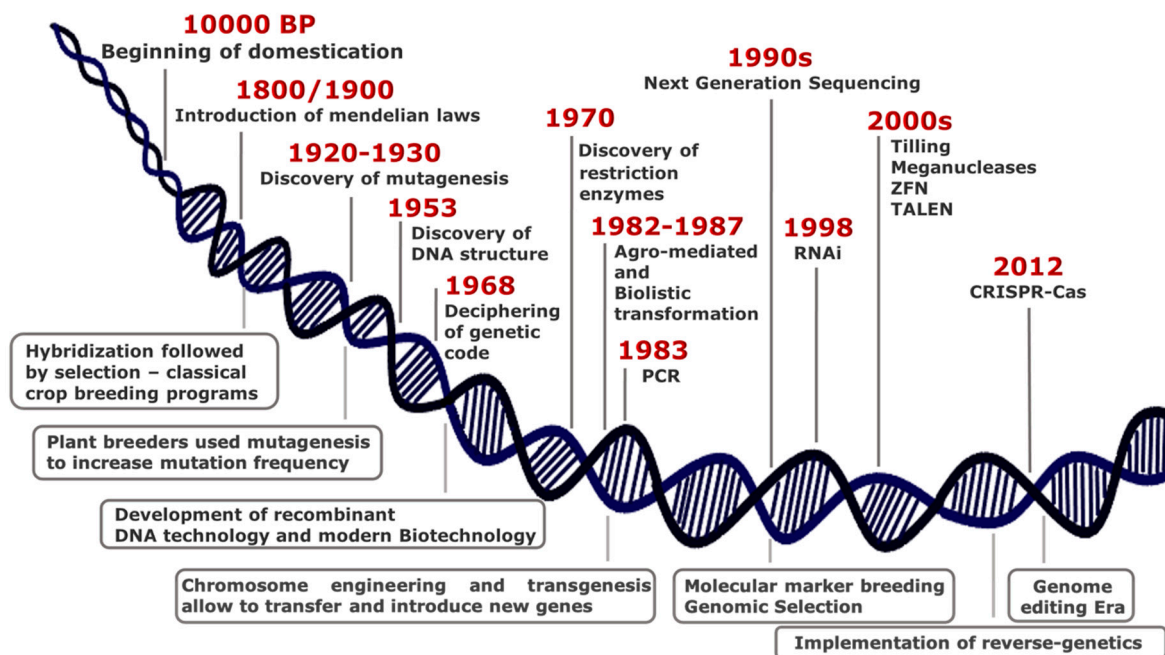 10000 BP
Beginning of domestication
1800/1900
Introduction of mendelian laws
1920-1930
Discovery of mutagenesis
1953
Discovery of
DNA structure
1968
Deciphering
of genetic
code
1970
Discovery of
restriction
enzymes
1982-1987
Agro-mediated
and
Biolistic
transformation
1983
PCR
1990s
Next Generation Sequencing
1998
RNAi
2000s
Tilling
Meganucleases
ZFN
TALEN
2012
CRISPR-Cas
Hybridization followed
by selection – classical
crop breeding programs
Plant breeders used mutagenesis
to increase mutation frequency
Development of recombinant
DNA technology and modern Biotechnology
Chromosome engineering and transgenesis
allow to transfer and introduce new genes
Molecular marker breeding
Genomic Selection
Implementation of reverse-genetics
Genome
editing Era